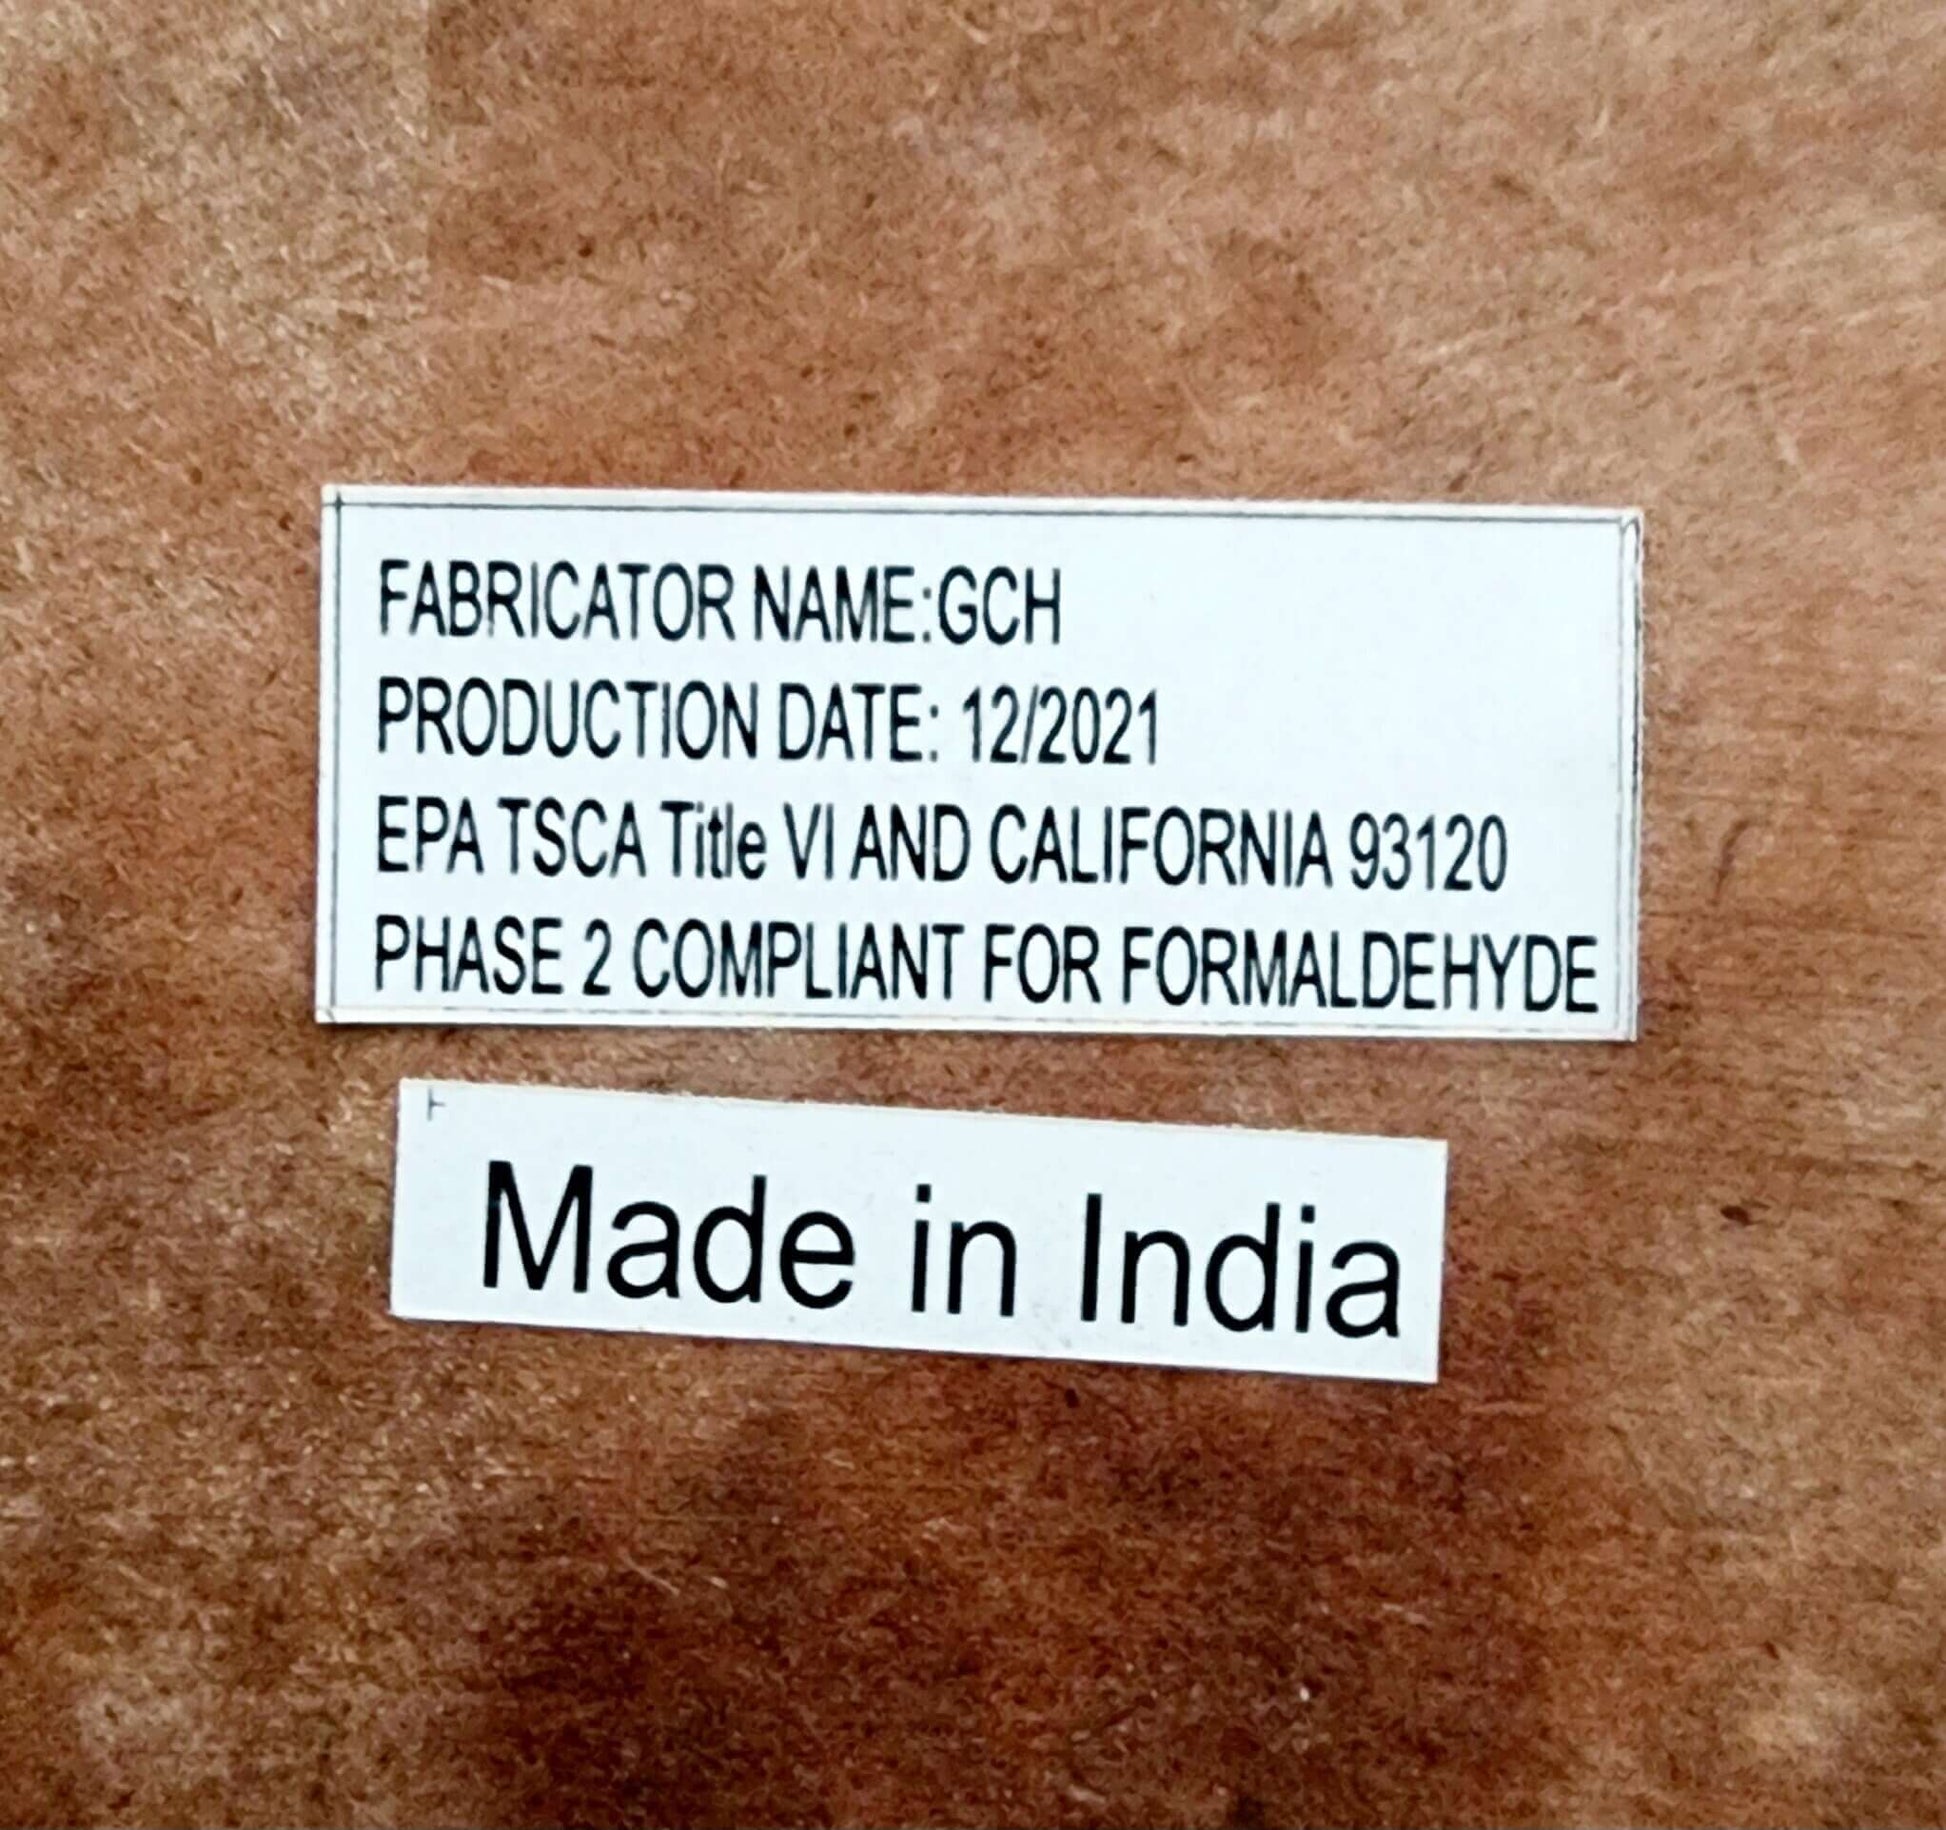 FABRICATOR NAME:GCH
PRODUCTION DATE: 12/2021
EPA TSCA Title VI AND CALIFORNIA 93120
PHASE 2 COMPLIANT FOR FORMALDEHYDE
Made in India